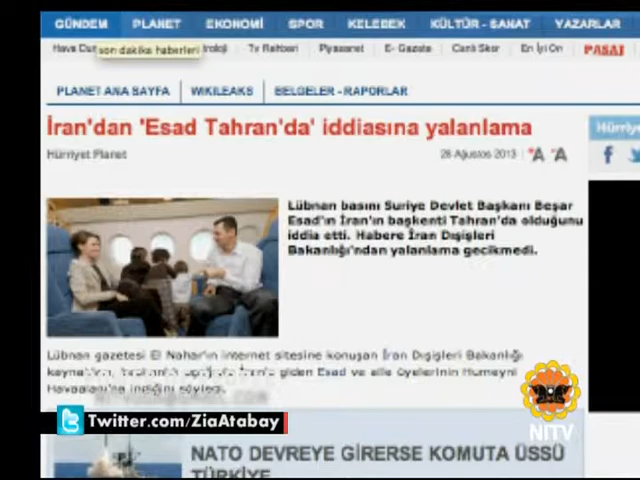 GÜNDEM PLANET EKONOMİ SPOR KELEBEK KÜLTÜR - SANAT YAZARLAR
Hava son dakika haberleri Tv Rehberi Piyasanet E- Gazete Canlı Skor En İyi On PASAJ
PLANET ANA SAYFA WIKILEAKS BELGELER - RAPORLAR
İran'dan 'Esad Tahran'da' iddiasına yalanlama
Hürriyet
Hürriyet Planet 26 Ağustos 2013 A A
Lübnan basını Suriye Devlet Başkanı Beşar
Esad'ın İran'ın başkenti Tahran'da olduğunu
iddia etti. Habere İran Dışişleri
Bakanlığı'ndan yalanlama gecikmedi.
Lübnan gazetesi El Nahar'ın internet sitesine konuşan İran Dışişleri Bakanlığı
giden Esad ve aile üyelerinin Humeyni
indiğini söyledi.
Twitter.com/ZiaAtabay
NITV
NATO DEVREYE GİRERSE KOMUTA ÜSSÜ
TÜRKİYE